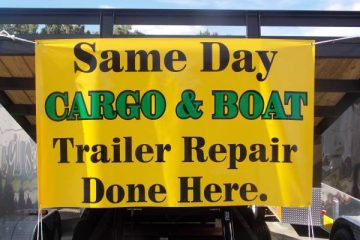 Same Day
CARGO & BOAT
Trailer Repair
Done Here.